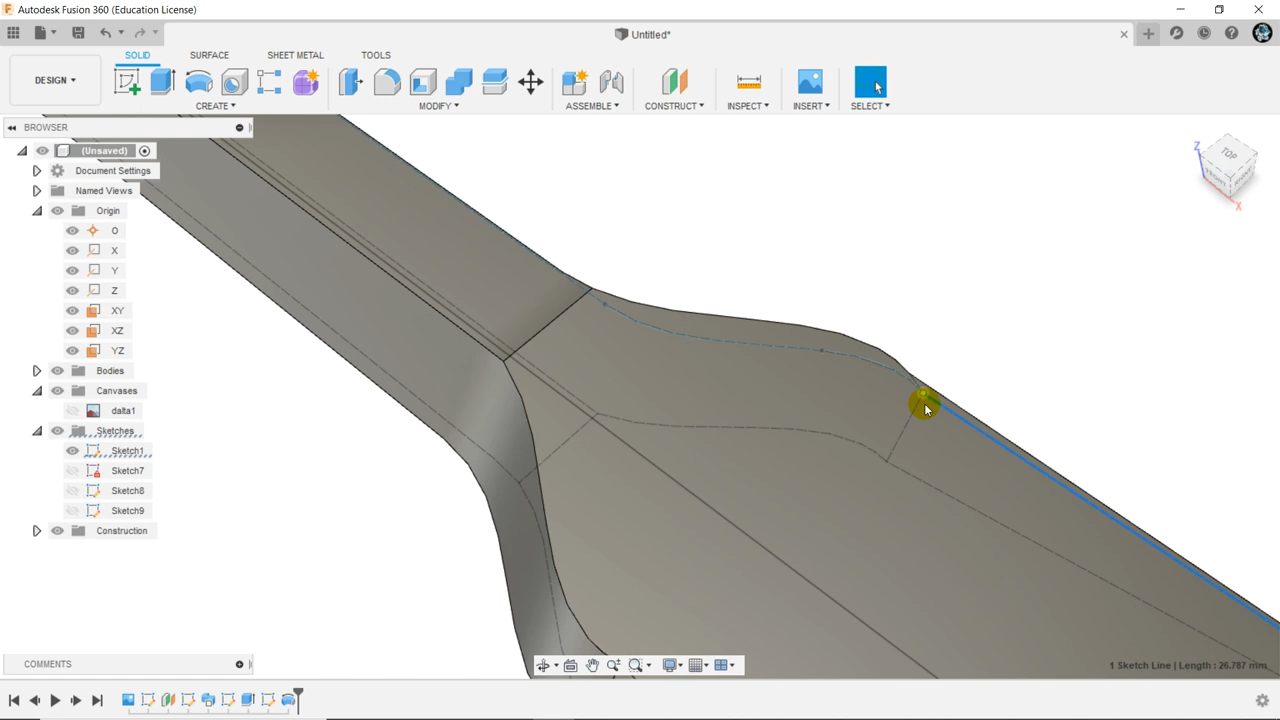 Autodesk Fusion 360 (Education License)
Untitled*
DESIGN
SOLID SURFACE SHEET METAL TOOLS
CREATE MODIFY ASSEMBLE CONSTRUCT INSPECT INSERT SELECT
BROWSER
(Unsaved)
Document Settings
Named Views
Origin
O
X
Y
Z
XY
XZ
YZ
Bodies
Canvases
dalta1
Sketches
Sketch1
Sketch7
Sketch8
Sketch9
Construction
TOP
FRONT
RIGHT
Z
X
COMMENTS
1 Sketch Line | Length : 26.787 mm